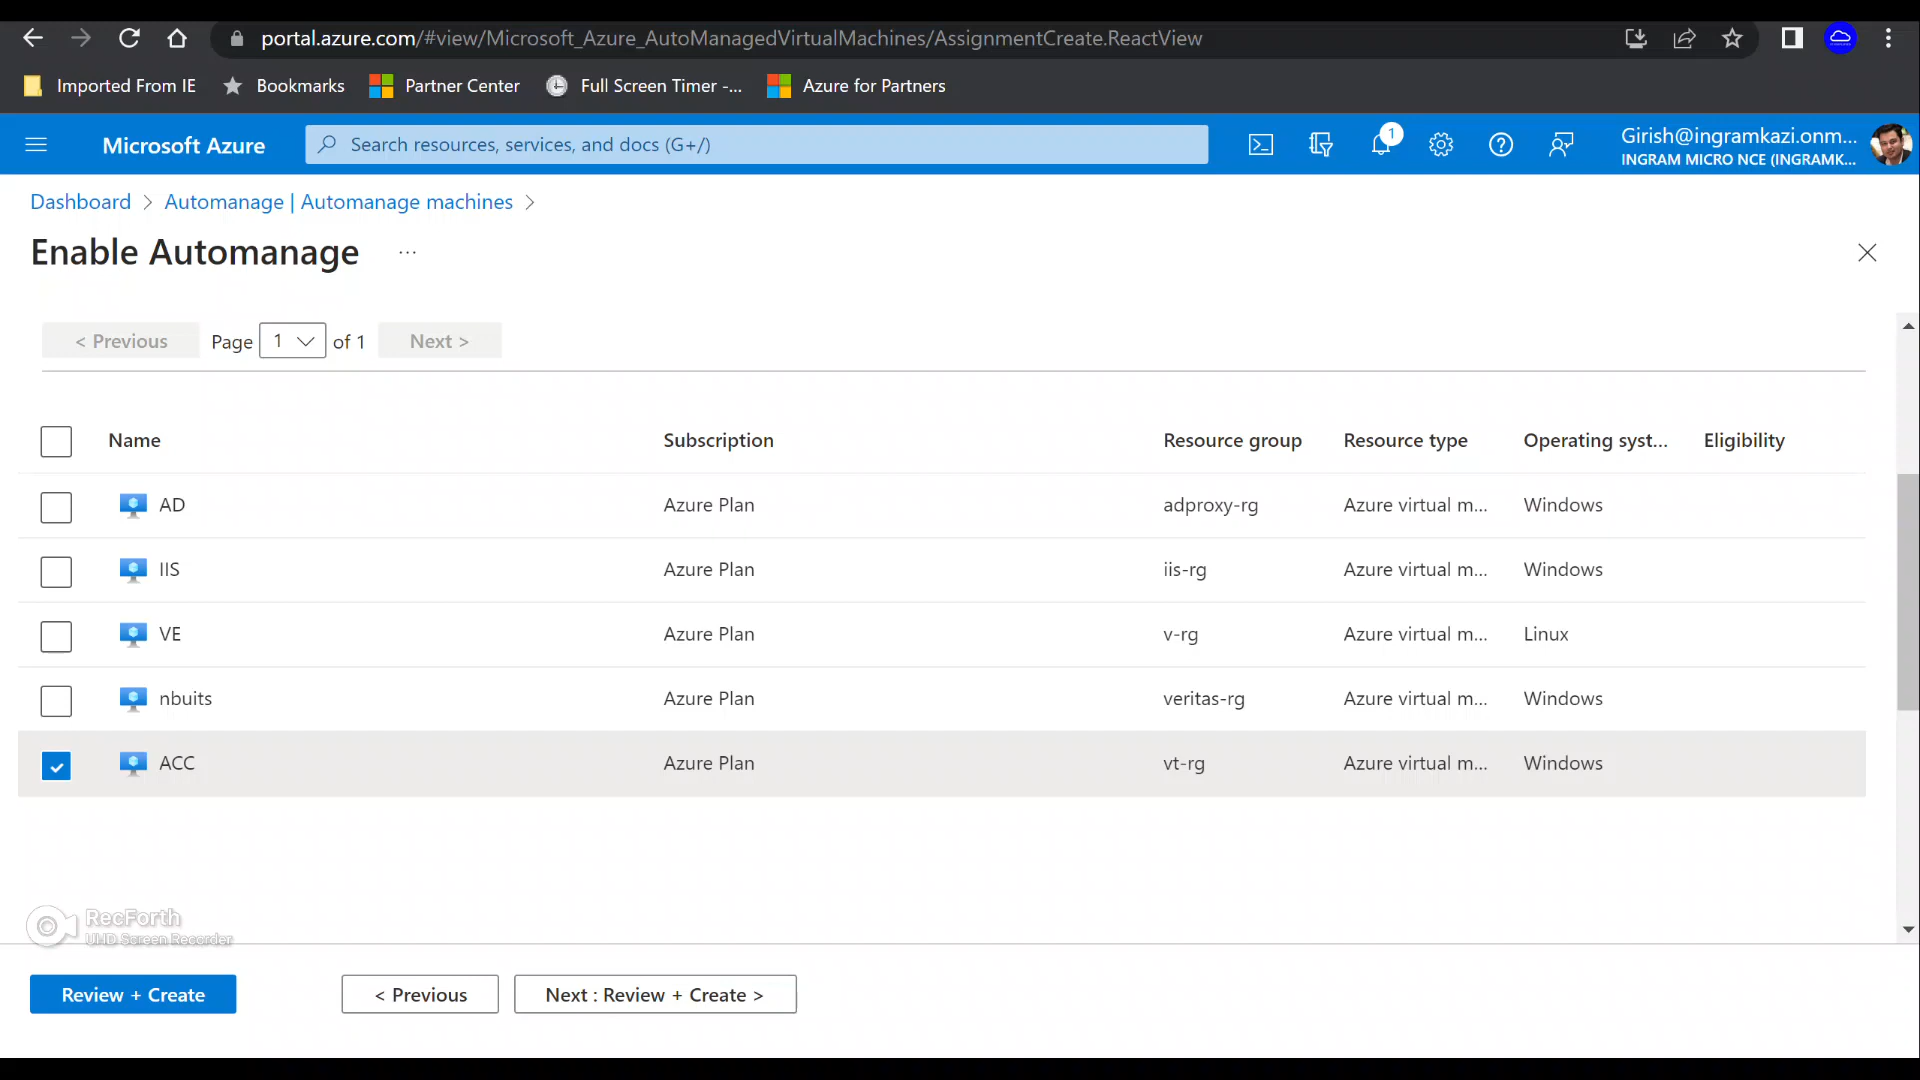 portal.azure.com/#view/Microsoft_Azure_AutoManagedVirtualMachines/AssignmentCreate.ReactView
Imported From IE Bookmarks Partner Center Full Screen Timer -... Azure for Partners
Microsoft Azure Search resources, services, and docs (G+/) 1 Girish@ingramkazi.onm...
INGRAM MICRO NCE (INGRAMK...
Dashboard > Automanage | Automanage machines >
Enable Automanage ...
< Previous Page 1 of 1 Next >
Name Subscription Resource group Resource type Operating syst... Eligibility
AD Azure Plan adproxy-rg Azure virtual m... Windows
IIS Azure Plan iis-rg Azure virtual m... Windows
VE Azure Plan v-rg Azure virtual m... Linux
nbuits Azure Plan veritas-rg Azure virtual m... Windows
ACC Azure Plan vt-rg Azure virtual m... Windows
RecForth
UHD Screen Recorder
Review + Create < Previous Next : Review + Create >